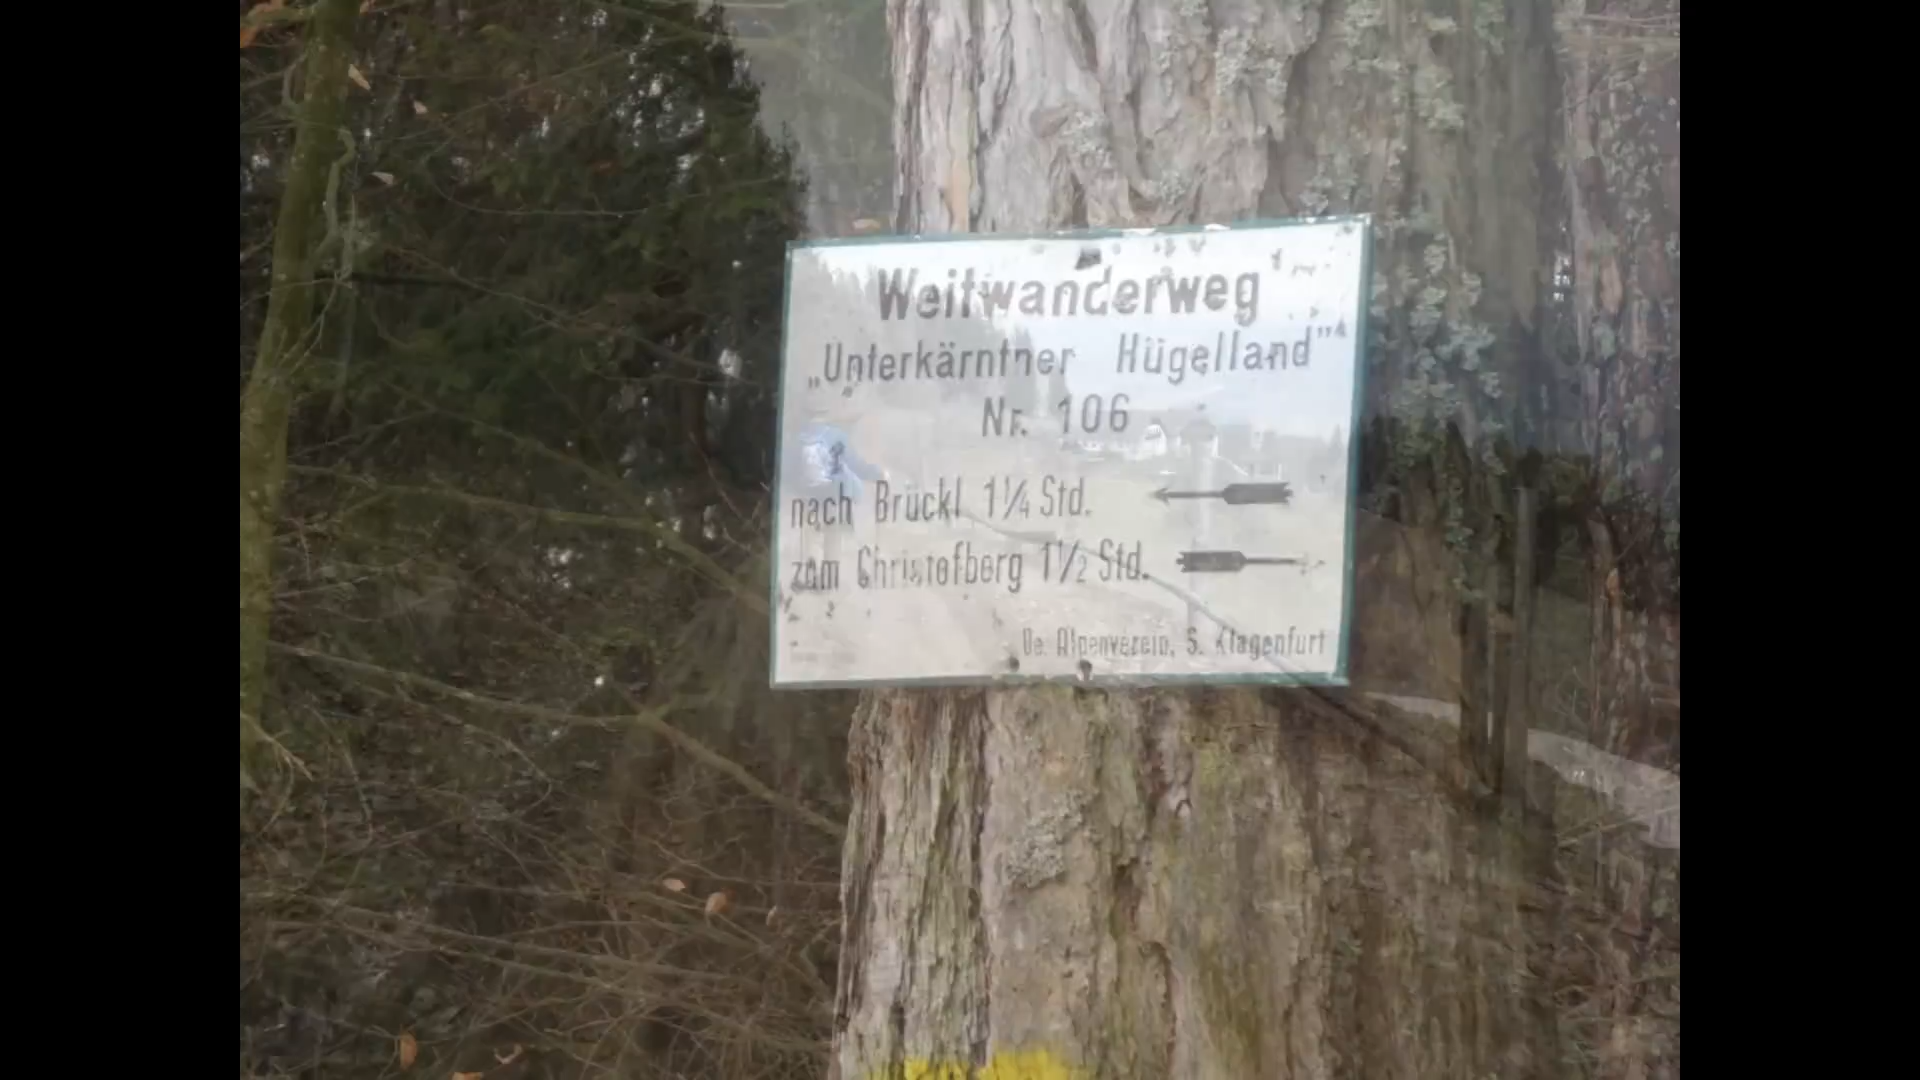 Weitwanderweg
„Unterkärntner Hügelland"
Nr. 106
nach Brückl 1¼ Std.
zum Christofberg 1½ Std.
Oe. Alpenverein, S. Klagenfurt